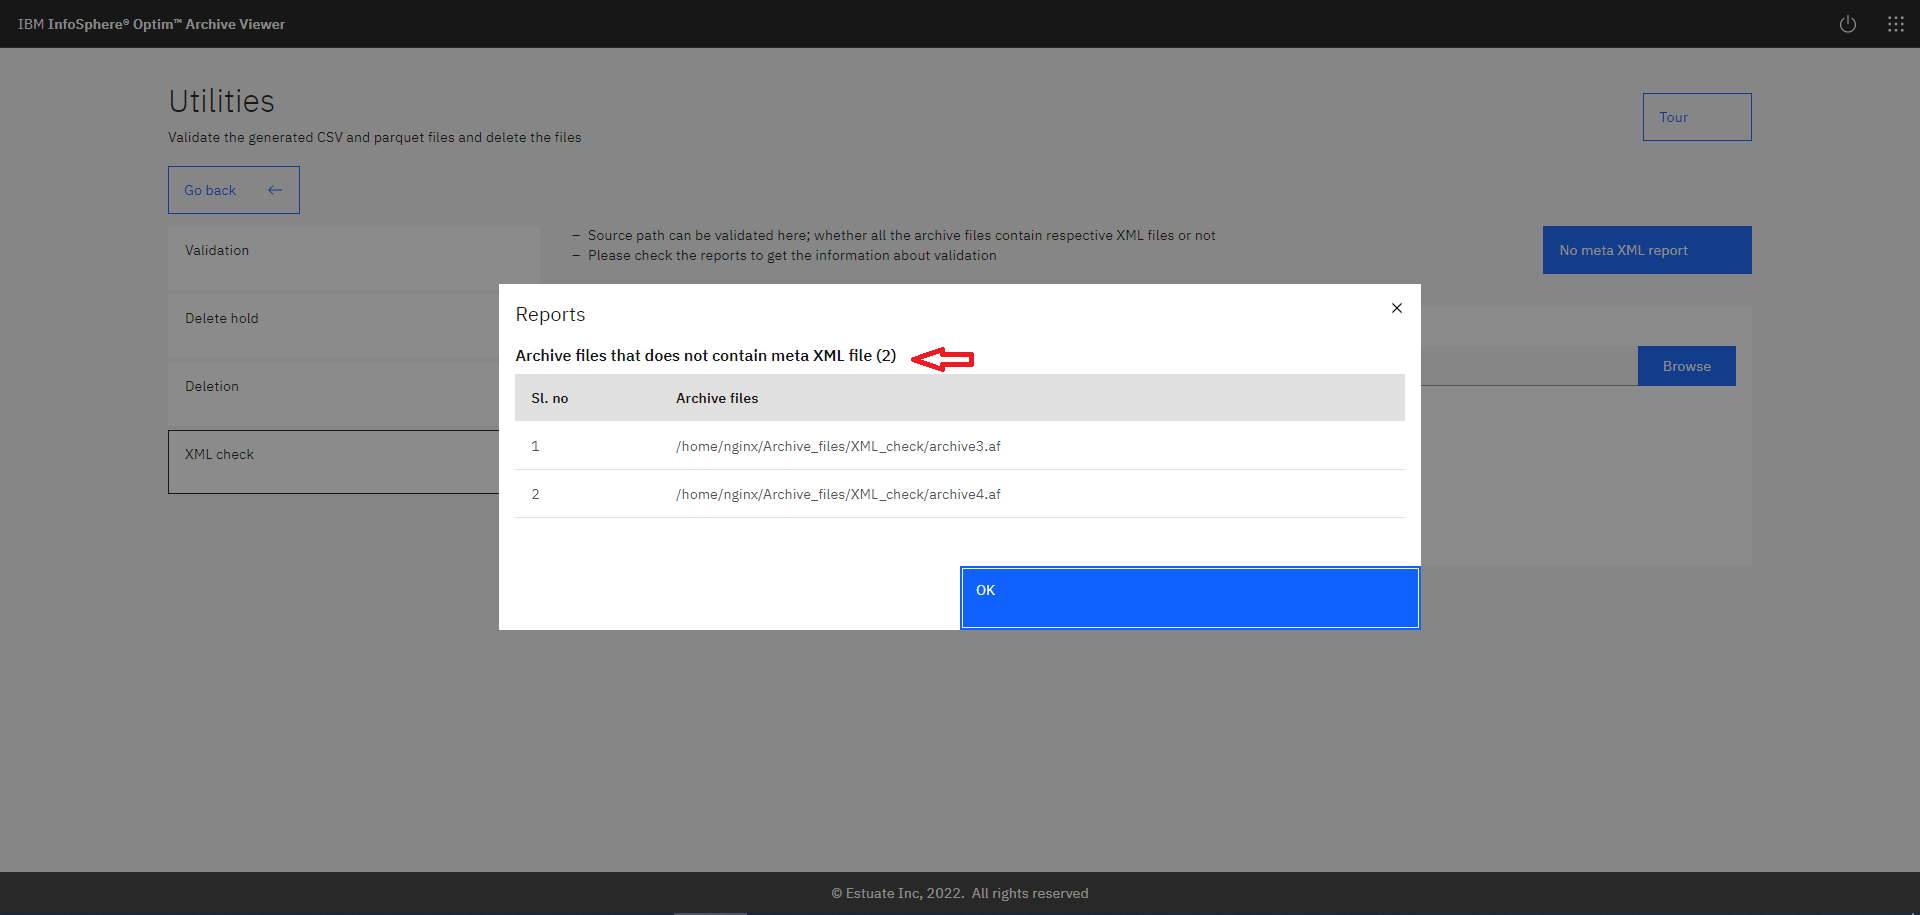 IBM InfoSphere® Optim™ Archive Viewer
Utilities
Validate the generated CSV and parquet files and delete the files
Tour
Go back
Validation
Delete hold
Deletion
XML check
– Source path can be validated here; whether all the archive files contain respective XML files or not
– Please check the reports to get the information about validation
No meta XML report
Browse
Reports
Archive files that does not contain meta XML file (2)
Sl. no Archive files
1 /home/nginx/Archive_files/XML_check/archive3.af
2 /home/nginx/Archive_files/XML_check/archive4.af
OK
© Estuate Inc, 2022. All rights reserved